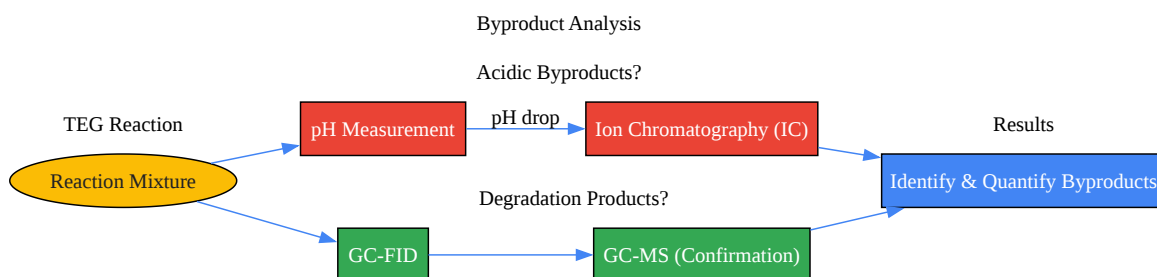 Byproduct Analysis
Acidic Byproducts?
TEG Reaction
pH Measurement
pH drop
Ion Chromatography (IC)
Results
Reaction Mixture
Identify & Quantify Byproducts
Degradation Products?
GC-FID
GC-MS (Confirmation)